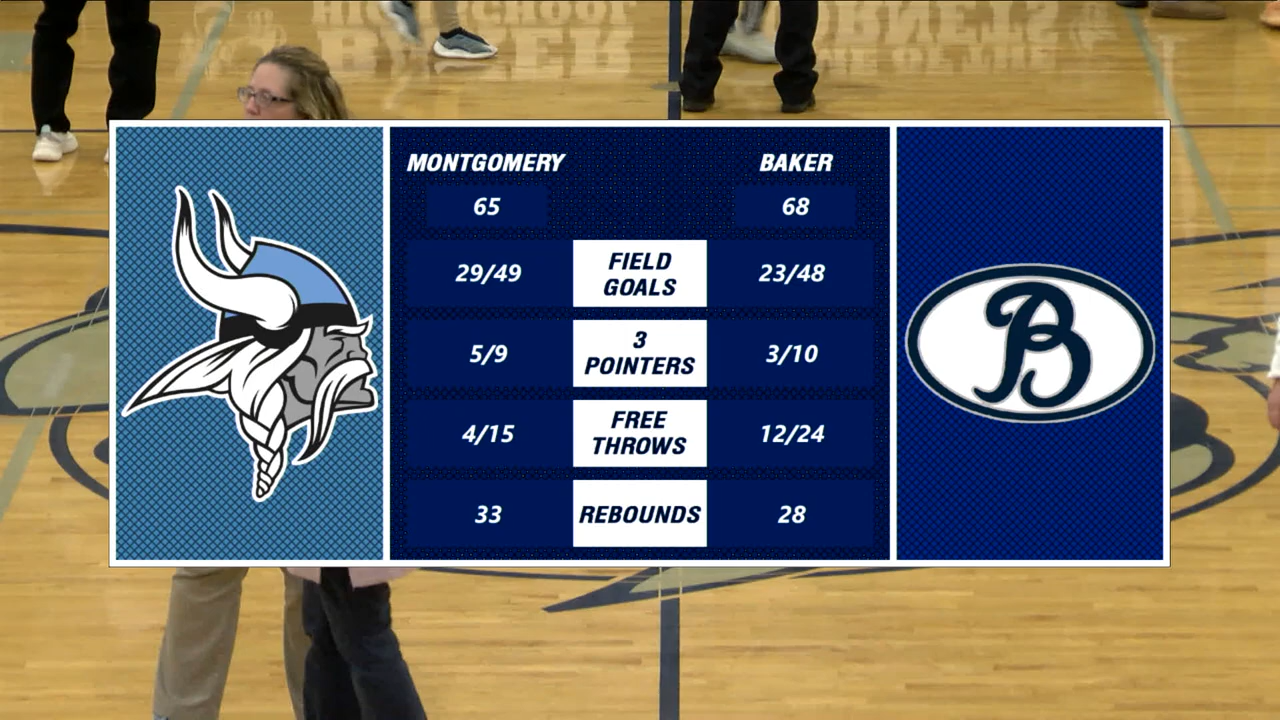 MONTGOMERY BAKER
65 68
29/49 FIELD GOALS 23/48
5/9 3 POINTERS 3/10
4/15 FREE THROWS 12/24
33 REBOUNDS 28
B